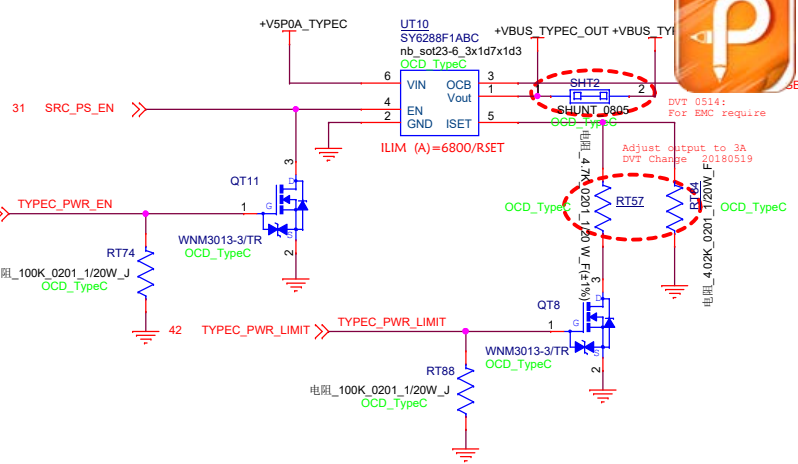 +V5P0A_TYPEC
UT10
SY6288F1ABC
nb_sot23-6_3x1d7x1d3
OCD_TypeC
+VBUS_TYPEC_OUT
+VBUS_TY
6
VIN
OCB
3
Vout
1
4
EN
2
GND
ISET
5
ILIM (A)=6800/RSET
31
SRC_PS_EN
1
SHT2
2
SHUNT_0805
OCD_TypeC
DVT 0514:
For EMC require
Adjust output to 3A
DVT Change 20180519
3
QT11
D
G
S
1
2
WNM3013-3/TR
OCD_TypeC
TYPEC_PWR_EN
RT74
阻_100K_0201_1/20W_J
OCD_TypeC
电阻_4.7K_0201_1/20 W_F(±1%)
OCD_TypeC
RT57
RT64
电阻_4.02K_0201_1/20W_F
OCD_TypeC
42
TYPEC_PWR_LIMIT
TYPEC_PWR_LIMIT
3
QT8
D
G
S
1
2
WNM3013-3/TR
OCD_TypeC
RT88
电阻_100K_0201_1/20W_J
OCD_TypeC